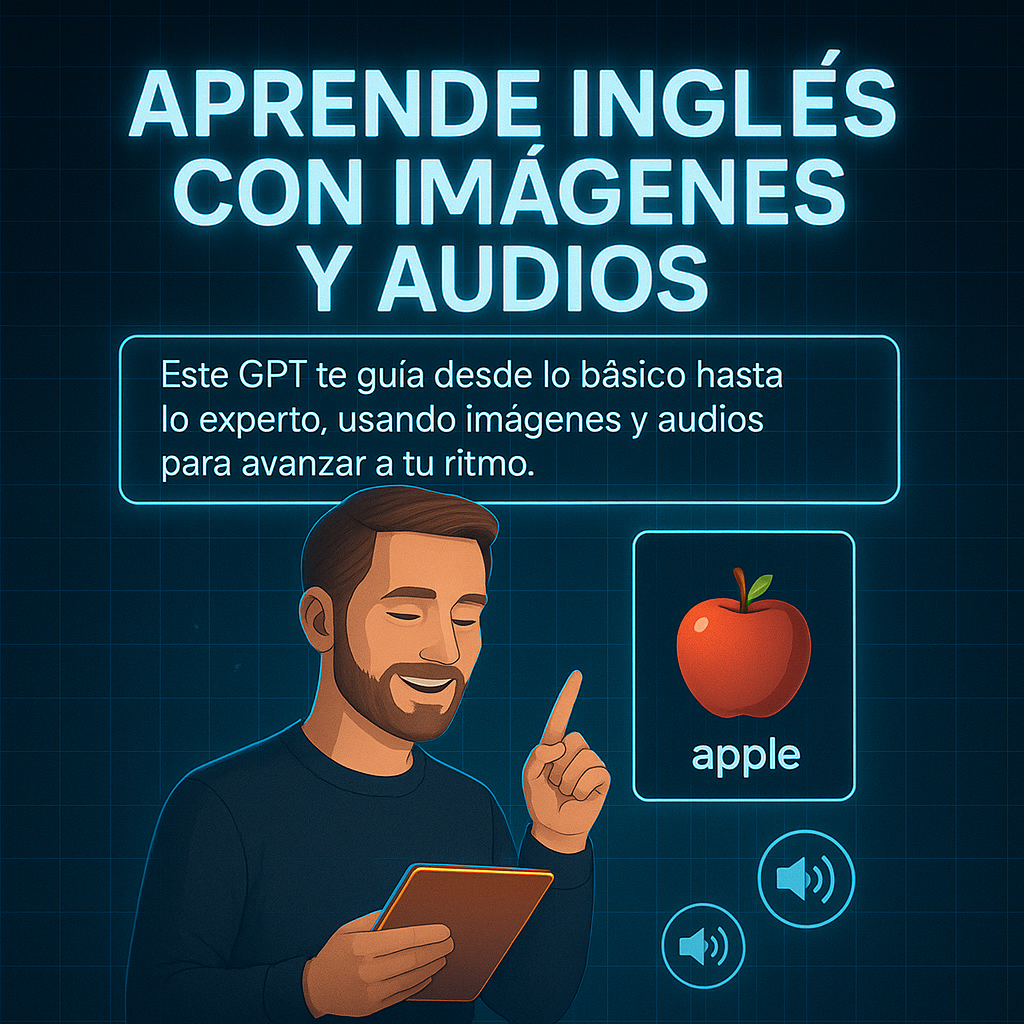 APRENDE INGLÉS
CON IMÁGENES
Y AUDIOS
Este GPT te guía desde lo bâsico hasta
lo experto, usando imágenes y audios
para avanzar a tu ritmo.
apple